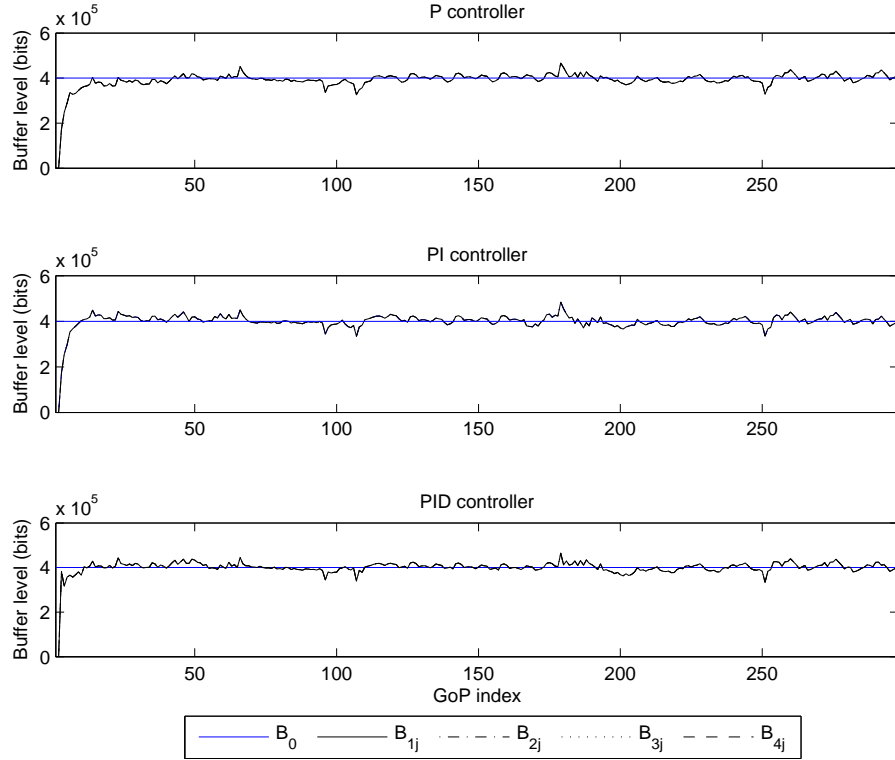 P controller
x 10^5
Buffer level (bits)
6
4
2
0
50 100 150 200 250
PI controller
x 10^5
Buffer level (bits)
6
4
2
0
50 100 150 200 250
PID controller
x 10^5
Buffer level (bits)
6
4
2
0
50 100 150 200 250
GoP index
B_0 B_1j B_2j B_3j B_4j